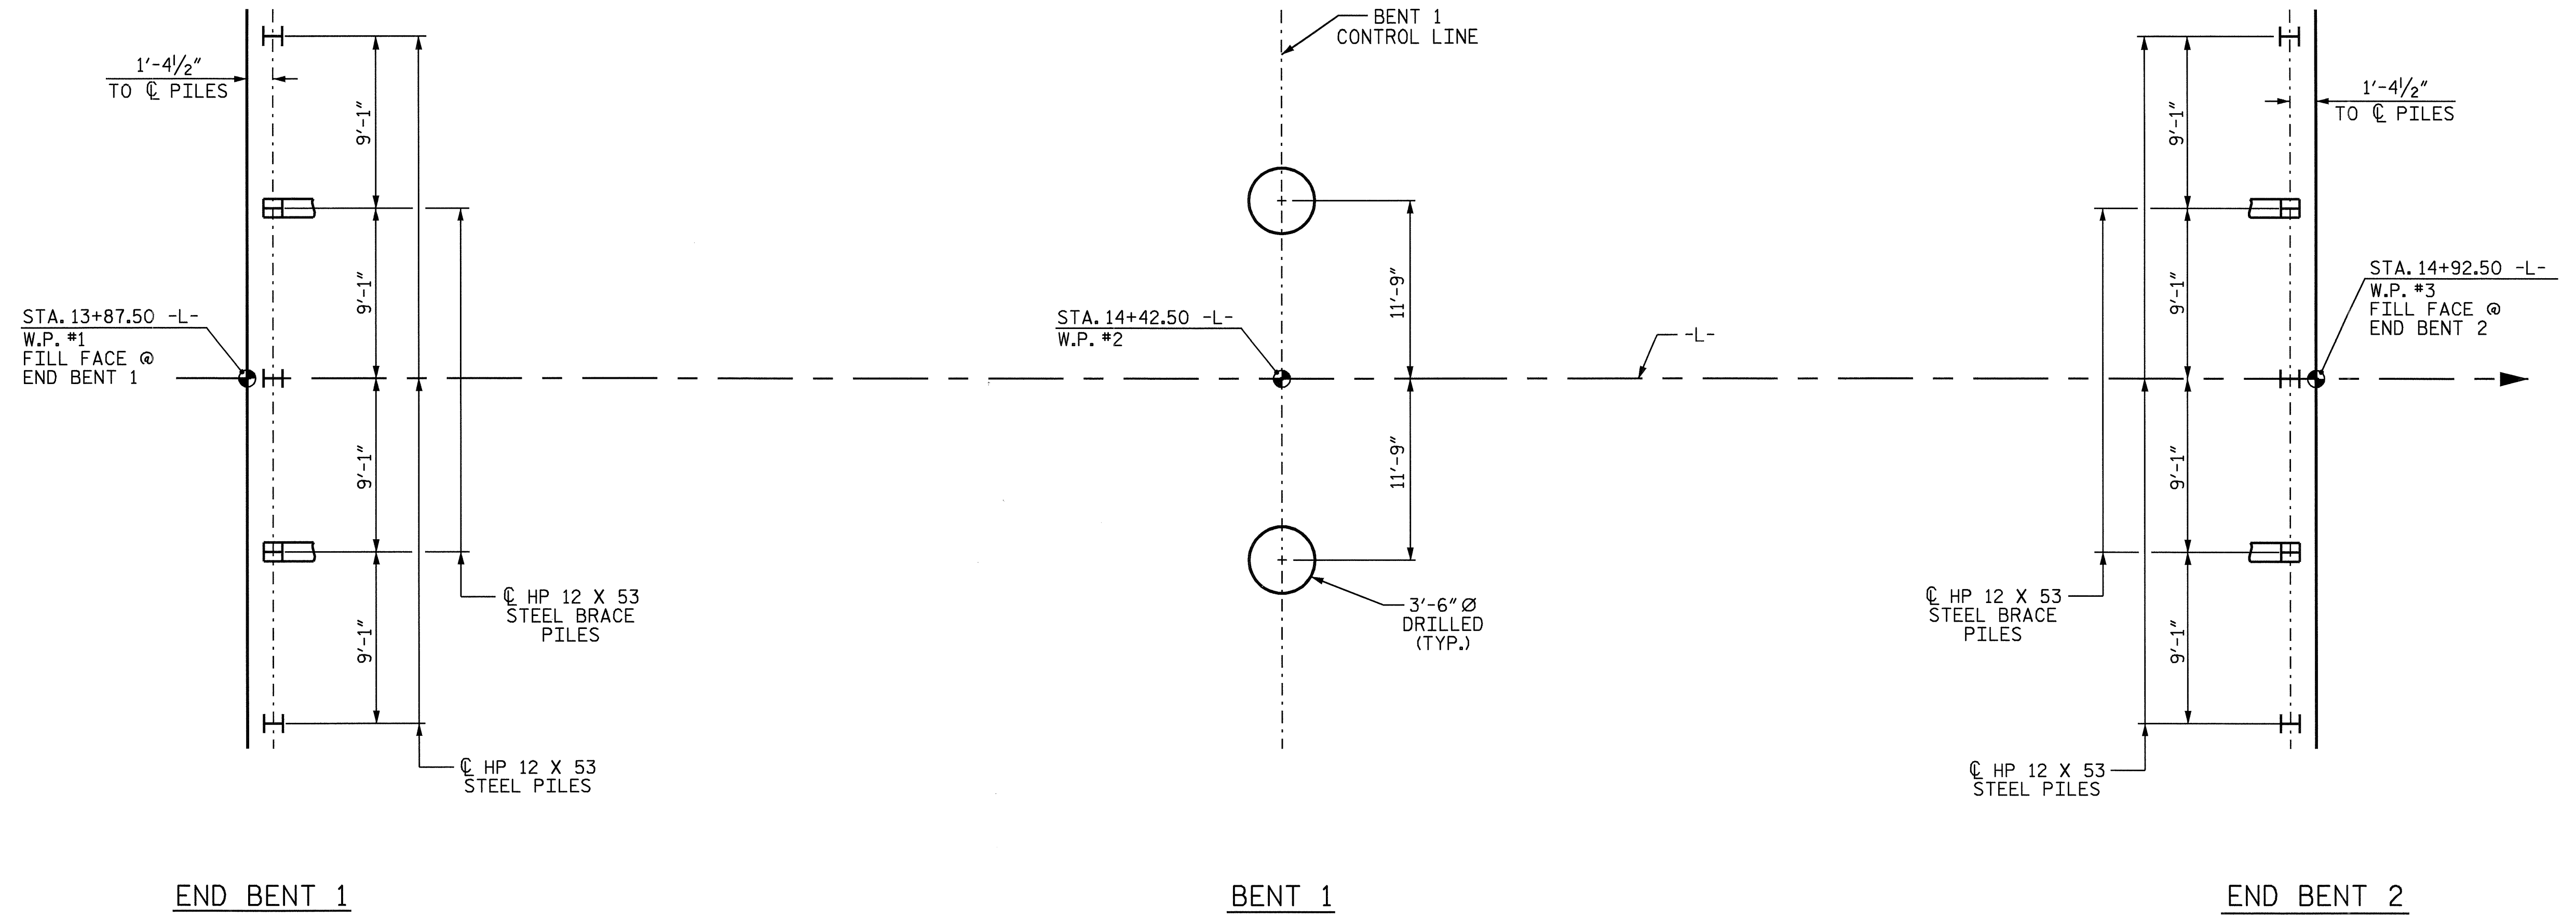 BENT 1
CONTROL LINE
1'-4 1/2"
TO ℄ PILES
1'-4 1/2"
TO ℄ PILES
9'-1"
9'-1"
9'-1"
9'-1"
STA. 13+87.50 -L-
W.P. #1
FILL FACE @
END BENT 1
STA. 14+42.50 -L-
W.P. #2
11'-9"
11'-9"
-L-
9'-1"
9'-1"
9'-1"
9'-1"
STA. 14+92.50 -L-
W.P. #3
FILL FACE @
END BENT 2
℄ HP 12 X 53
STEEL BRACE
PILES
3'-6" Ø
DRILLED
(TYP.)
℄ HP 12 X 53
STEEL BRACE
PILES
℄ HP 12 X 53
STEEL PILES
℄ HP 12 X 53
STEEL PILES
END BENT 1
BENT 1
END BENT 2